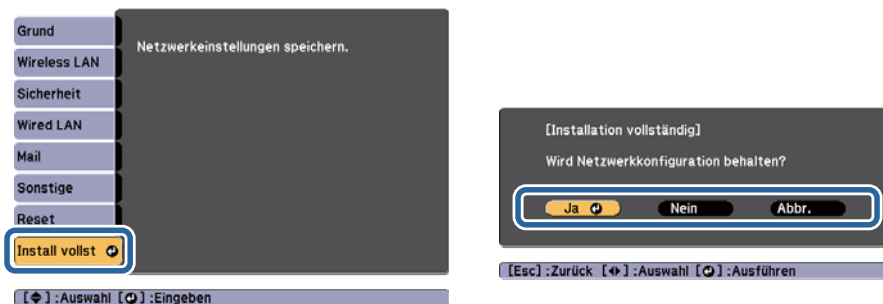 Grund
Wireless LAN
Sicherheit
Wired LAN
Mail
Sonstige
Reset
Install vollst
Netzwerkeinstellungen speichern.
[ ]:Auswahl [ ]:Eingeben
[Installation vollständig]
Wird Netzwerkkonfiguration behalten?
Ja Nein Abbr.
[Esc]:Zurück [ ]:Auswahl [ ]:Ausführen